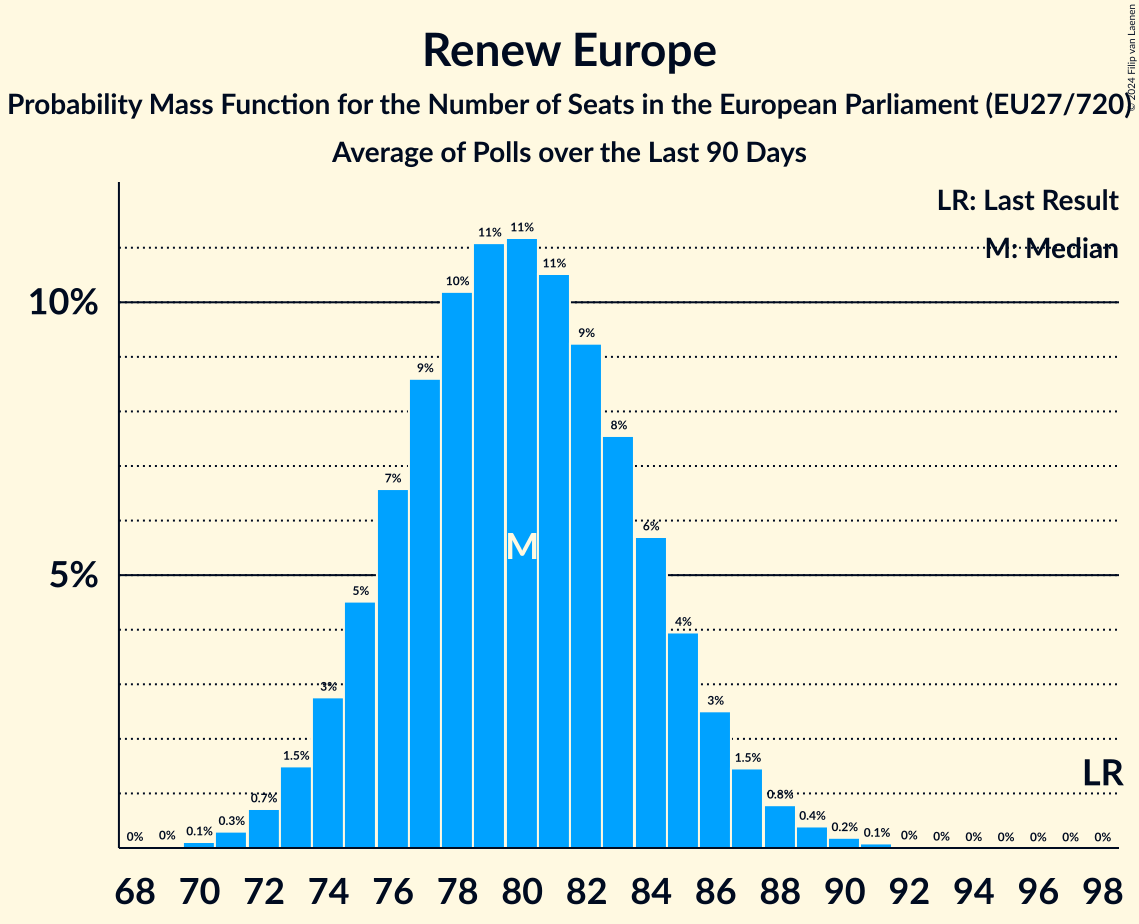 © 2024 Filip van Laenen
Renew Europe
Probability Mass Function for the Number of Seats in the European Parliament (EU27/720)
Average of Polls over the Last 90 Days
LR: Last Result
M: Median
10%
5%
0% 0% 0.1% 0.3% 0.7% 1.5% 3% 5% 7% 9% 10% 11% 11% 11% 9% 8% 6% 4% 3% 1.5% 0.8% 0.4% 0.2% 0.1% 0% 0% 0% 0% 0% 0% 0%
M
LR
68 70 72 74 76 78 80 82 84 86 88 90 92 94 96 98